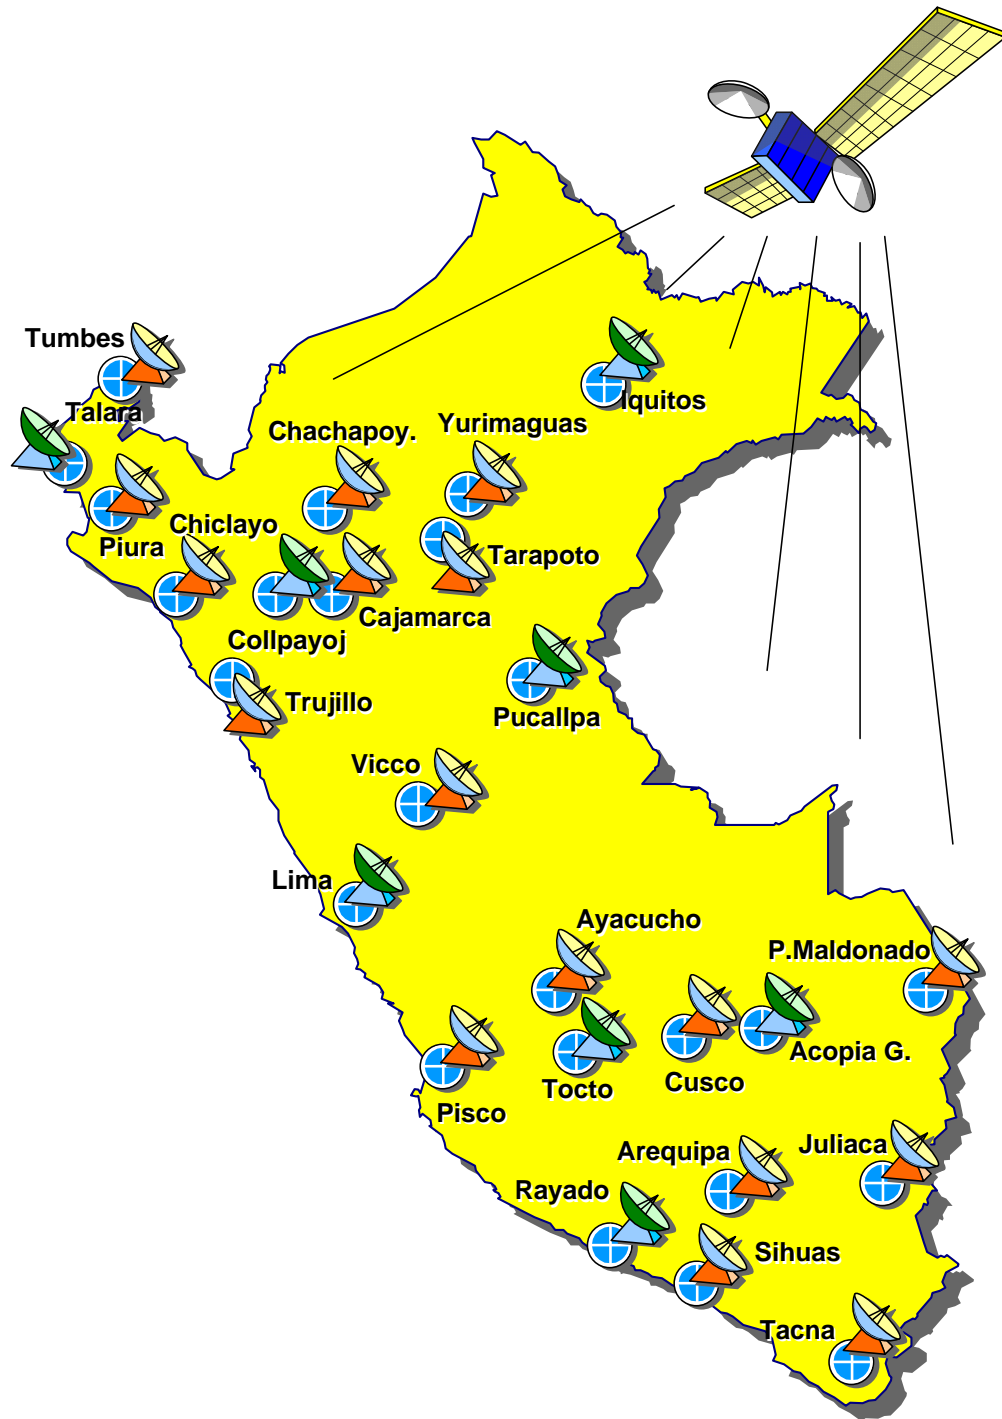 Tumbes
Talara
Iquitos
Chachapoy.
Yurimaguas
Chiclayo
Piura
Tarapoto
Cajamarca
Collpayoj
Trujillo
Pucallpa
Vicco
Lima
Ayacucho
P.Maldonado
Acopia G.
Cusco
Tocto
Pisco
Arequipa
Juliaca
Rayado
Sihuas
Tacna